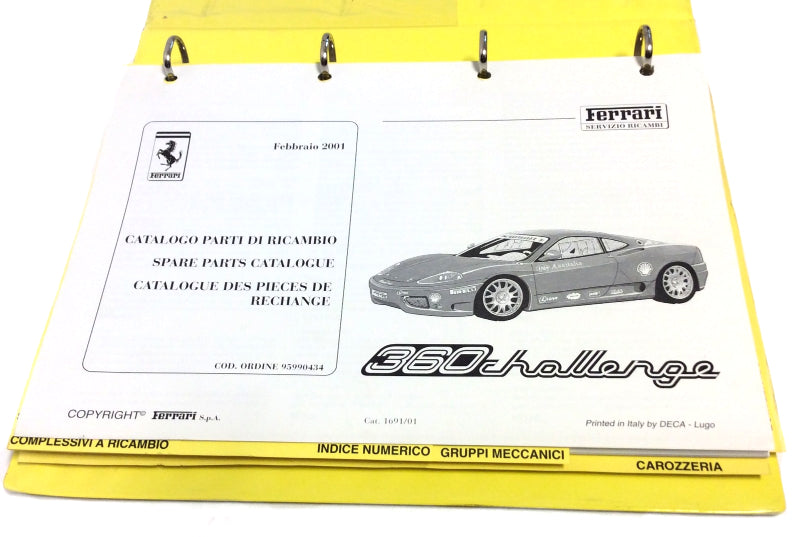 Ferrari
SERVIZIO RICAMBI
Ferrari
Febbraio 2001
CATALOGO PARTI DI RICAMBIO
SPARE PARTS CATALOGUE
CATALOGUE DES PIECES DE
RECHANGE
COD. ORDINE 95990434
360 challenge
COPYRIGHT© Ferrari S.p.A.
Cat. 1691/01
Printed in Italy by DECA - Lugo
COMPLESSIVI A RICAMBIO
INDICE NUMERICO
GRUPPI MECCANICI
CAROZZERIA